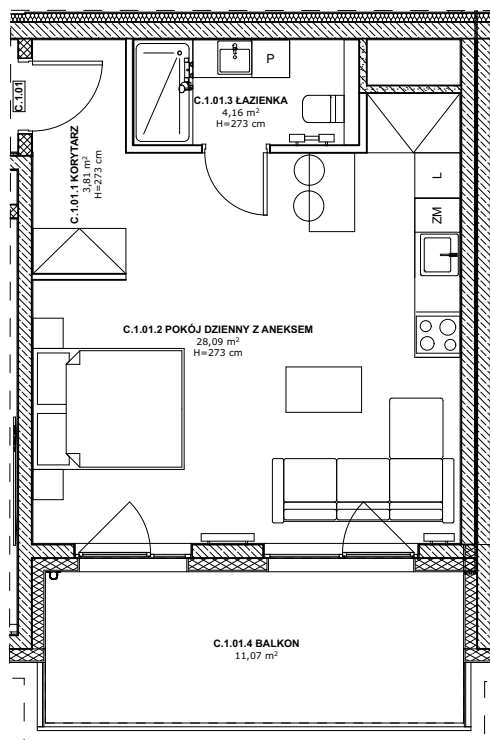 C.1.01
C.1.01.1 KORYTARZ
3,81 m²
H=273 cm
P
C.1.01.3 ŁAZIENKA
4,16 m²
H=273 cm
L
ZM
C.1.01.2 POKÓJ DZIENNY Z ANEKSEM
28,09 m²
H=273 cm
C.1.01.4 BALKON
11,07 m²